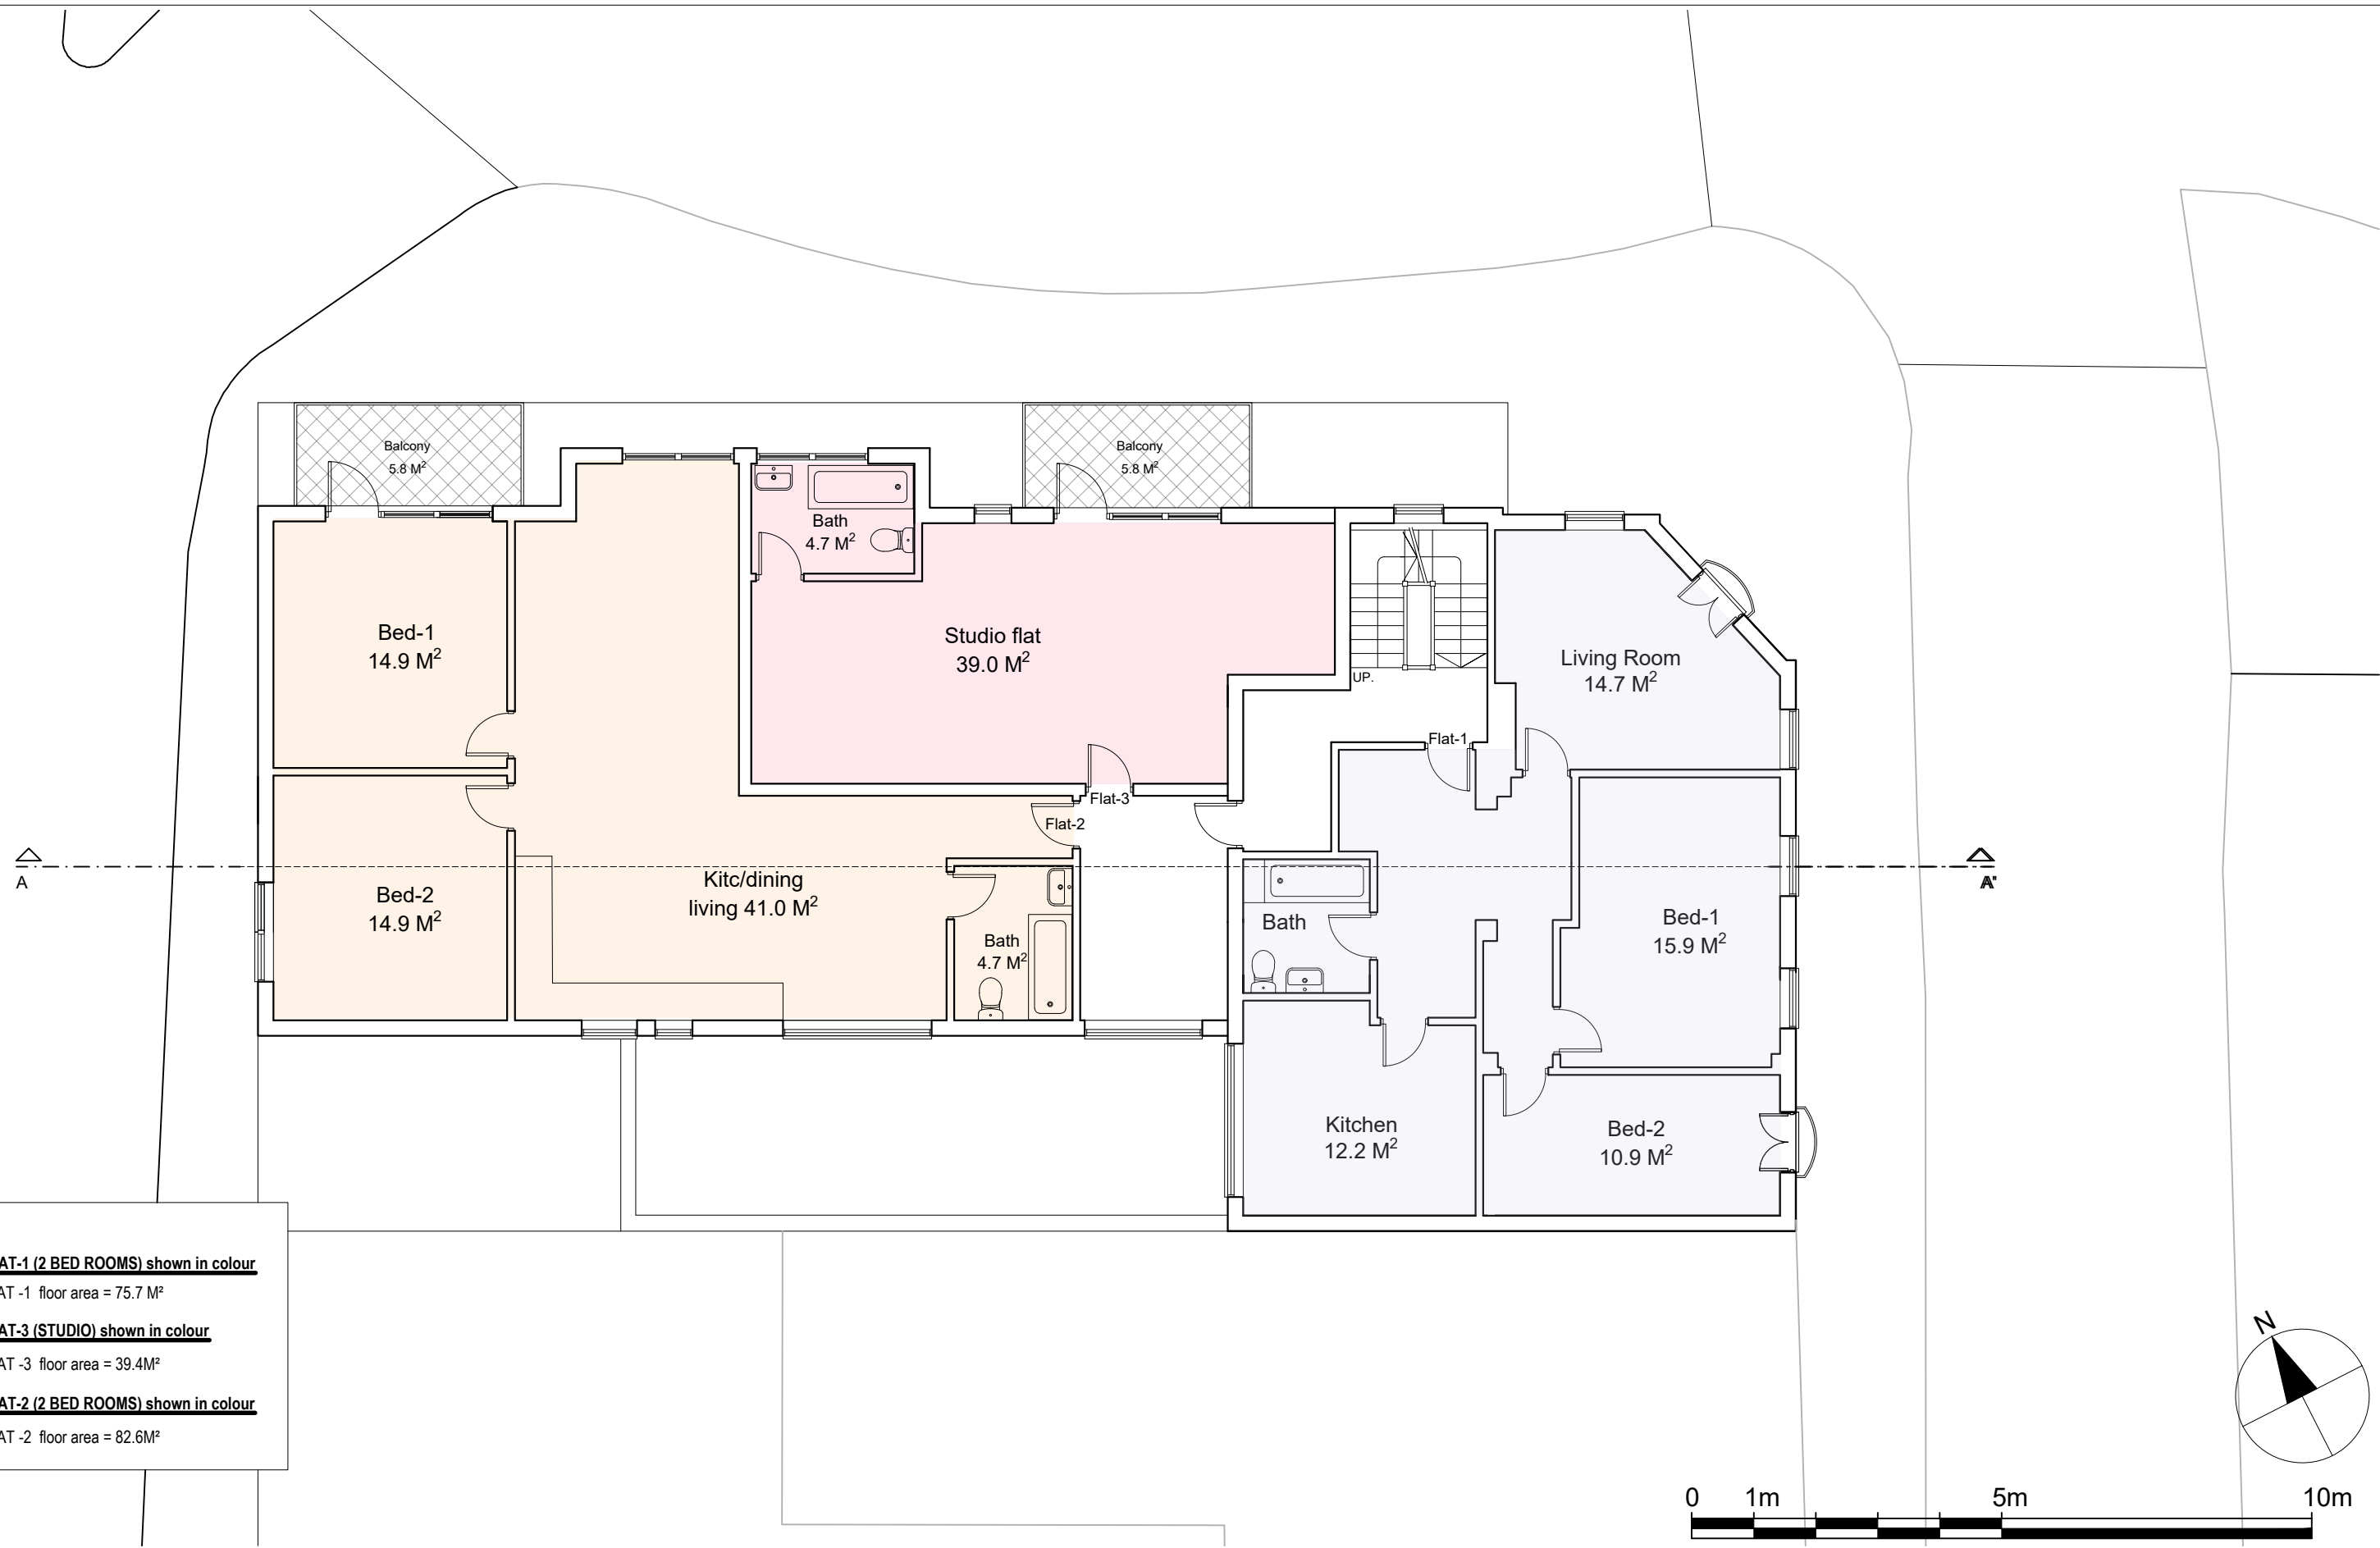 Balcony
5.8 M²
Balcony
5.8 M²
Bath
4.7 M²
Bed-1
14.9 M²
Studio flat
39.0 M²
UP.
Living Room
14.7 M²
Flat-1
Flat-3
Flat-2
A
A'
Bed-2
14.9 M²
Kitc/dining
living 41.0 M²
Bath
4.7 M²
Bath
Bed-1
15.9 M²
Kitchen
12.2 M²
Bed-2
10.9 M²
AT-1 (2 BED ROOMS) shown in colour
AT -1 floor area = 75.7 M²
AT-3 (STUDIO) shown in colour
AT -3 floor area = 39.4M²
AT-2 (2 BED ROOMS) shown in colour
AT -2 floor area = 82.6M²
N
0 1m 5m 10m